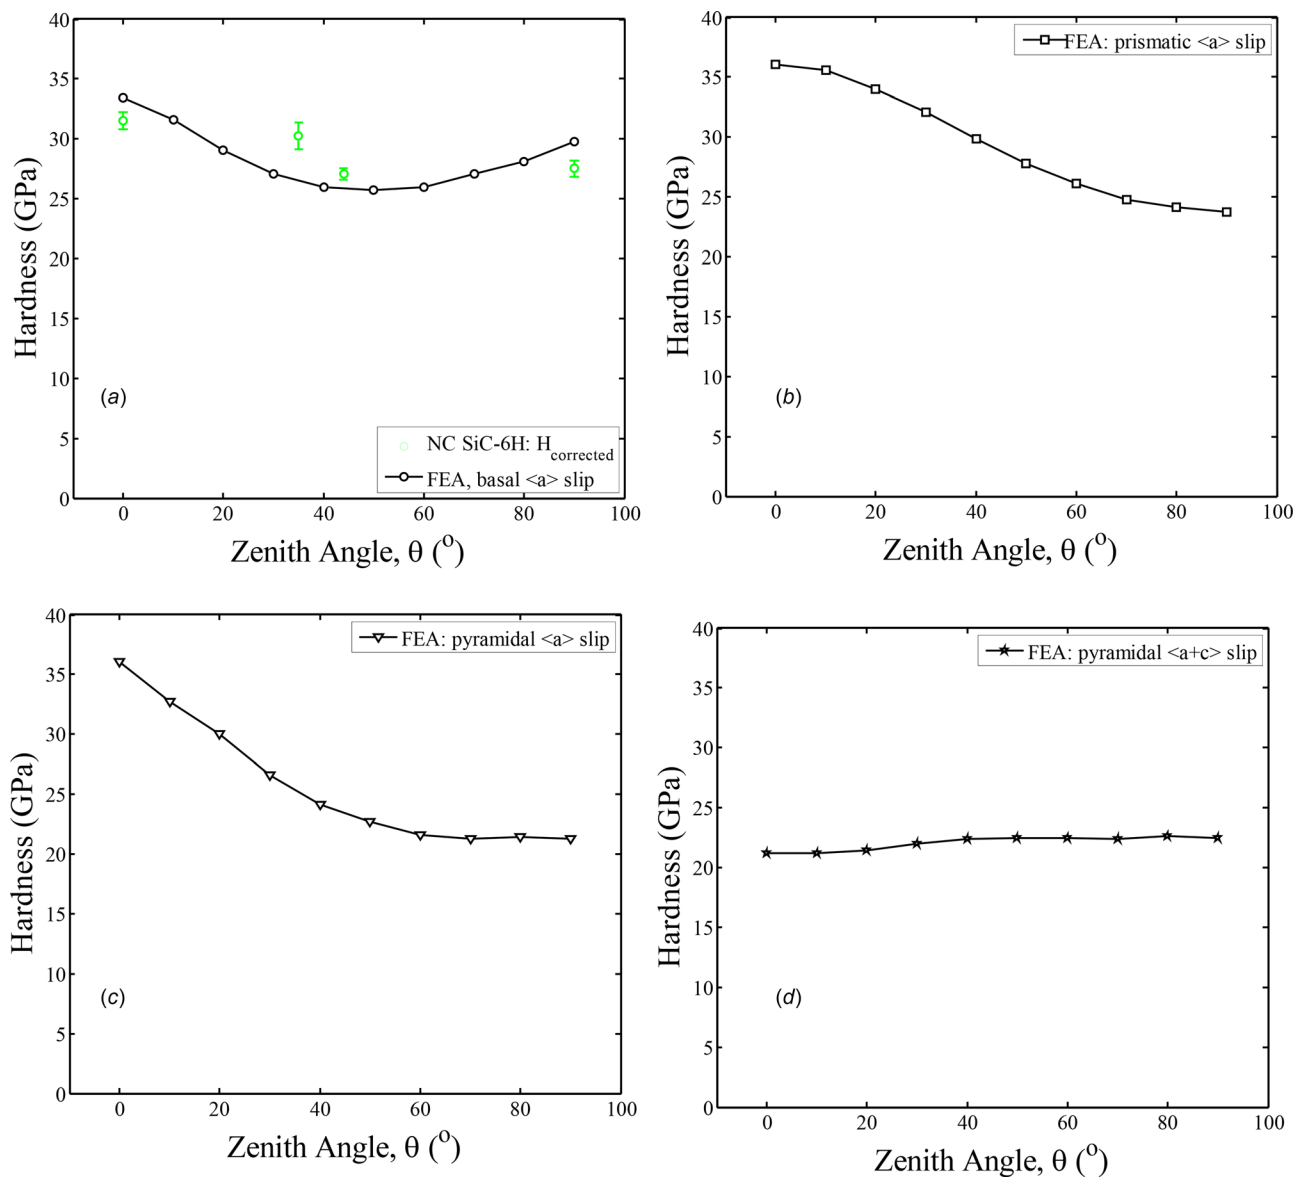 40
35
30
25
20
15
10
5
0
Hardness (GPa)
(a)
NC SiC-6H: Hcorrected
FEA, basal <a> slip
0 20 40 60 80 100
Zenith Angle, θ (o)
40
35
30
25
20
15
10
5
0
Hardness (GPa)
FEA: prismatic <a> slip
(b)
0 20 40 60 80 100
Zenith Angle, θ (o)
40
35
30
25
20
15
10
5
0
Hardness (GPa)
FEA: pyramidal <a> slip
(c)
0 20 40 60 80 100
Zenith Angle, θ (o)
40
35
30
25
20
15
10
5
0
Hardness (GPa)
FEA: pyramidal <a+c> slip
(d)
0 20 40 60 80 100
Zenith Angle, θ (o)